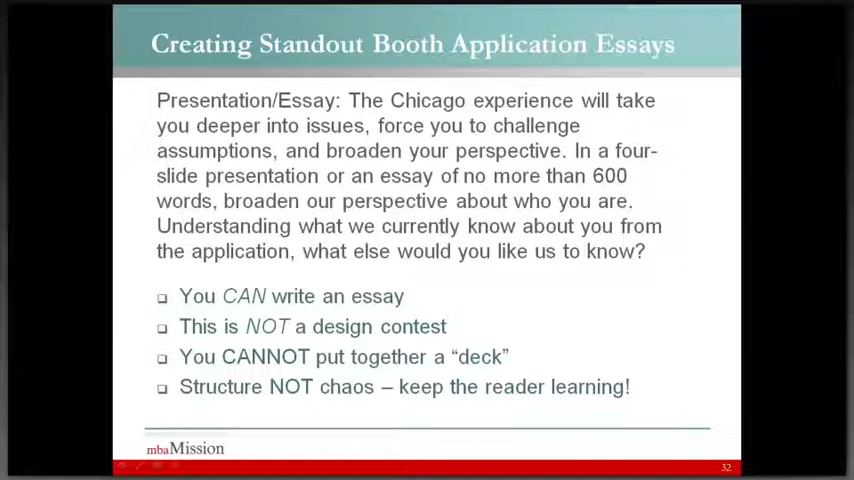 Creating Standout Booth Application Essays
Presentation/Essay: The Chicago experience will take
you deeper into issues, force you to challenge
assumptions, and broaden your perspective. In a four-
slide presentation or an essay of no more than 600
words, broaden our perspective about who you are.
Understanding what we currently know about you from
the application, what else would you like us to know?
You CAN write an essay
This is NOT a design contest
You CANNOT put together a “deck”
Structure NOT chaos – keep the reader learning!
mbaMission
32